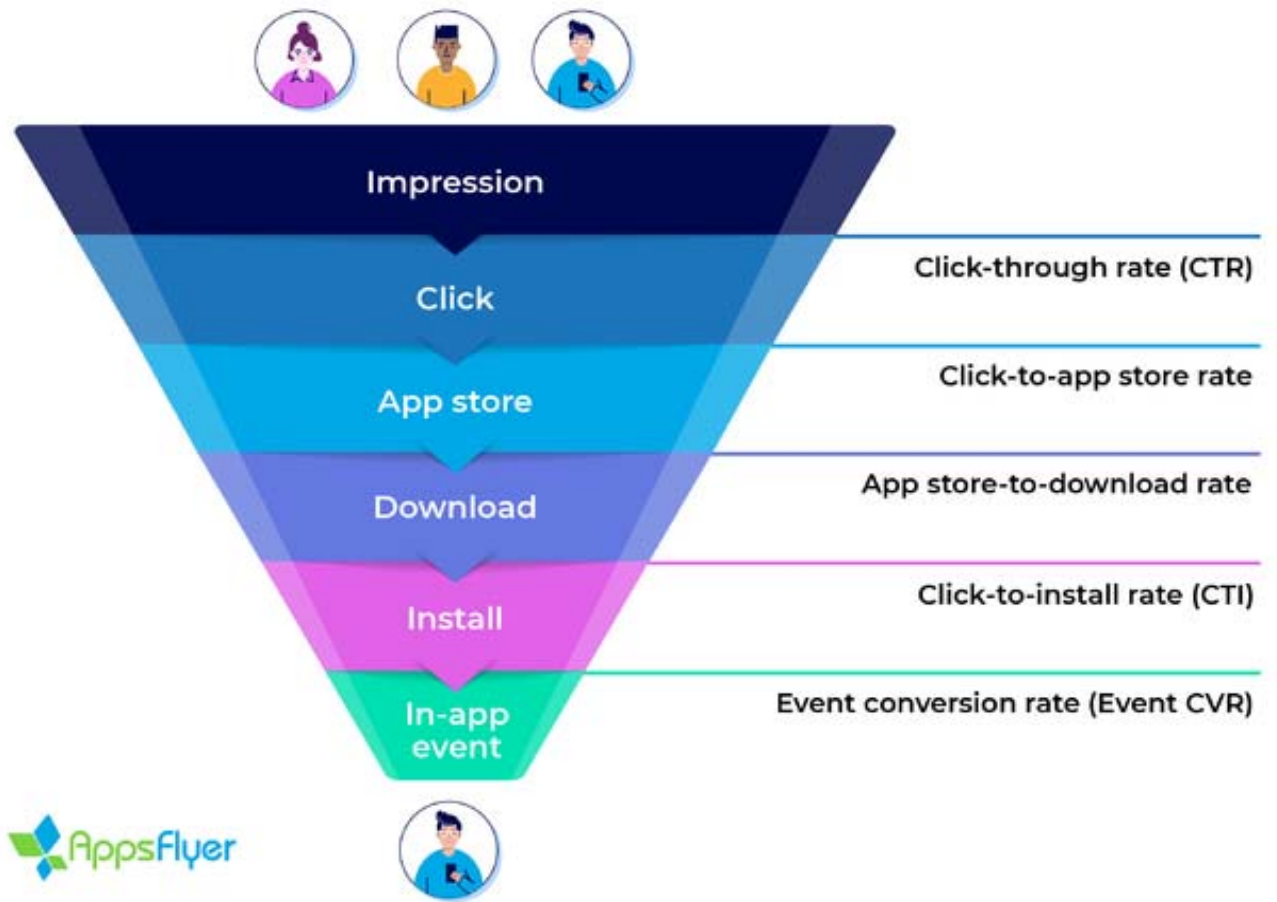 Impression
Click-through rate (CTR)
Click
Click-to-app store rate
App store
App store-to-download rate
Download
Click-to-install rate (CTI)
Install
Event conversion rate (Event CVR)
In-app
event
AppsFlyer